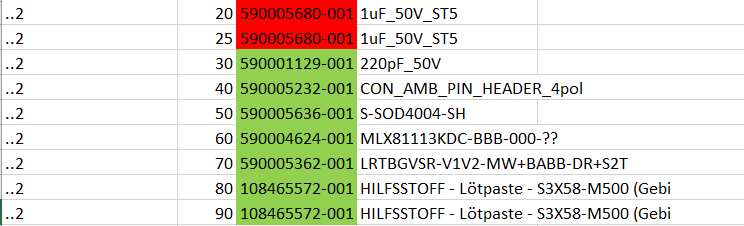 ..2 20 590005680-001 1uF_50V_ST5
..2 25 590005680-001 1uF_50V_ST5
..2 30 590001129-001 220pF_50V
..2 40 590005232-001 CON_AMB_PIN_HEADER_4pol
..2 50 590005636-001 S-SOD4004-SH
..2 60 590004624-001 MLX81113KDC-BBB-000-??
..2 70 590005362-001 LRTBGVSR-V1V2-MW+BABB-DR+S2T
..2 80 108465572-001 HILFSSTOFF - Lötpaste - S3X58-M500 (Gebi
..2 90 108465572-001 HILFSSTOFF - Lötpaste - S3X58-M500 (Gebi